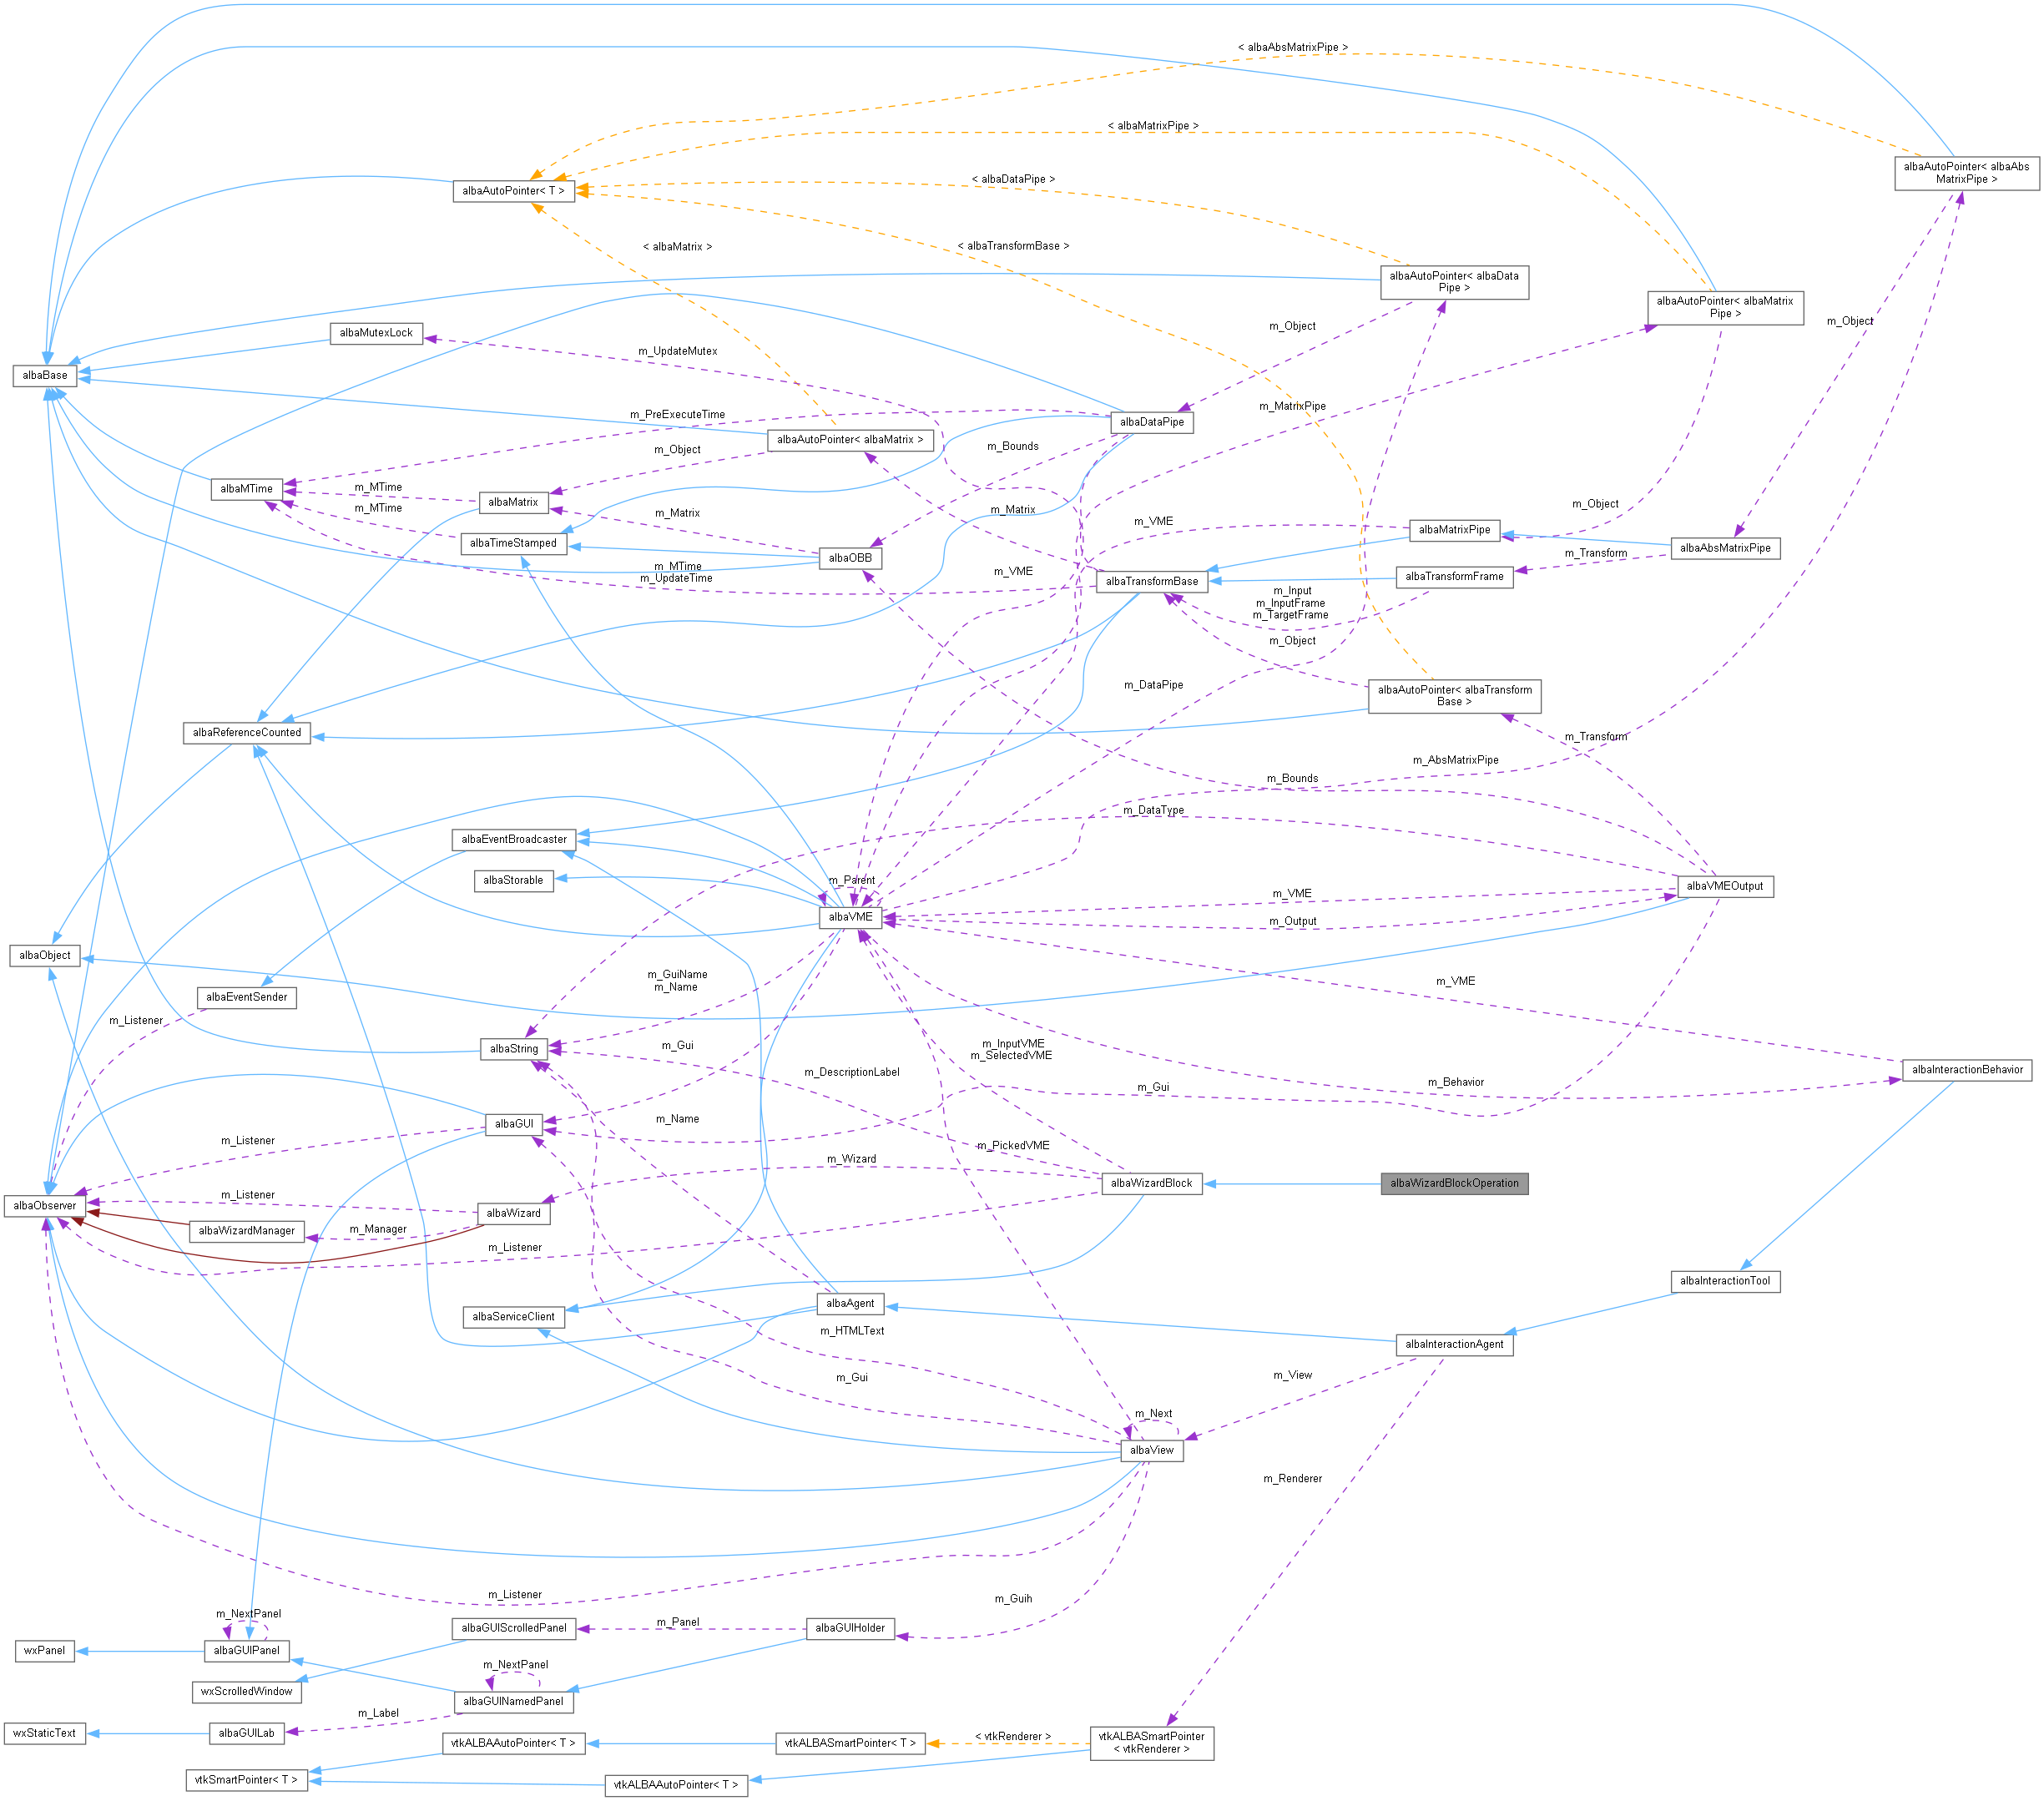 < albaAbsMatrixPipe >
< albaMatrixPipe >
albaAutoPointer< albaAbs
MatrixPipe >
< albaDataPipe >
albaAutoPointer< T >
< albaMatrix >
< albaTransformBase >
albaAutoPointer< albaData
Pipe >
albaAutoPointer< albaMatrix
Pipe >
m_Object
m_Object
albaMutexLock
m_UpdateMutex
albaBase
m_MatrixPipe
m_PreExecuteTime
albaDataPipe
albaAutoPointer< albaMatrix >
m_Bounds
m_Object
albaMTime
m_MTime
albaMatrix
m_MTime
m_Matrix
m_Matrix
m_Object
m_VME
albaMatrixPipe
albaTimeStamped
albaAbsMatrixPipe
albaOBB
m_Transform
m_MTime
m_UpdateTime
m_VME
albaTransformBase
albaTransformFrame
m_Input
m_InputFrame
m_TargetFrame
m_Object
m_DataPipe
albaAutoPointer< albaTransform
Base >
albaReferenceCounted
m_Transform
m_AbsMatrixPipe
m_Bounds
m_DataType
albaEventBroadcaster
albaStorable
m_Parent
albaVMEOutput
m_VME
albaVME
m_Output
albaObject
m_GuiName
m_Name
m_VME
albaEventSender
m_Listener
albaString
m_Gui
m_InputVME
m_SelectedVME
m_DescriptionLabel
m_Gui
m_Behavior
albaInteractionBehavior
albaGUI
m_Name
m_Listener
m_PickedVME
m_Wizard
albaWizardBlock
albaWizardBlockOperation
m_Listener
albaObserver
albaWizard
albaWizardManager
m_Manager
m_Listener
albaInteractionTool
albaAgent
albaServiceClient
m_HTMLText
albaInteractionAgent
m_Gui
m_View
m_Next
albaView
m_Renderer
m_Listener
m_Guih
m_NextPanel
albaGUIScrolledPanel
m_Panel
albaGUIHolder
wxPanel
albaGUIPanel
m_NextPanel
wxScrolledWindow
albaGUINamedPanel
m_Label
wxStaticText
albaGUILab
vtkALBAAutoPointer< T >
vtkALBASmartPointer< T >
< vtkRenderer >
vtkALBASmartPointer
< vtkRenderer >
vtkSmartPointer< T >
vtkALBAAutoPointer< T >